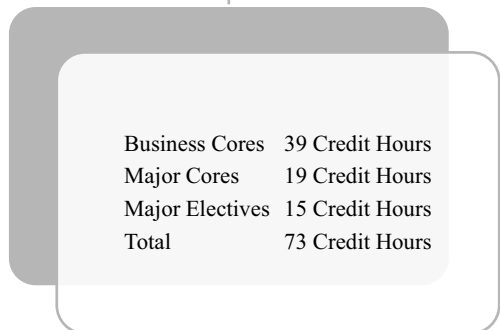 Business Cores 39 Credit Hours
Major Cores 19 Credit Hours
Major Electives 15 Credit Hours
Total 73 Credit Hours